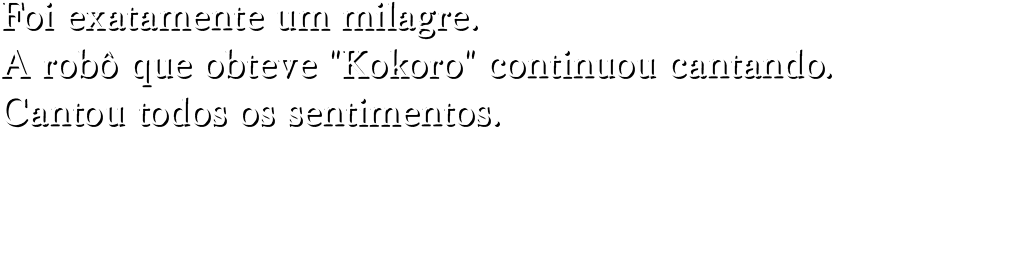 Foi exatamente um milagre.
A robô que obteve "Kokoro" continuou cantando.
Cantou todos os sentimentos.